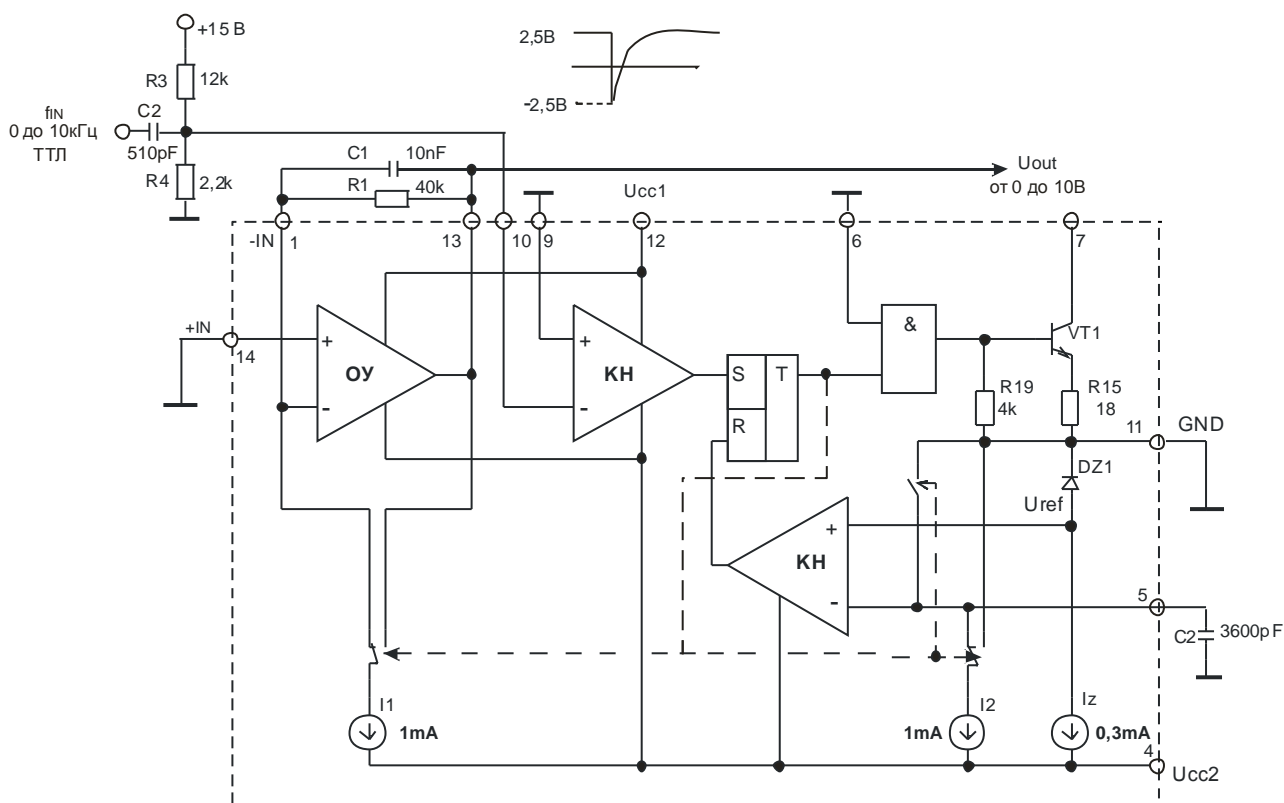 +15 В
R3
12k
fIN
0 до 10кГц
ТТЛ
C2
510pF
R4
2,2k
2,5В
-2,5В
C1
10nF
R1
40k
Uout
от 0 до 10В
Ucc1
-IN
1
13
10
9
12
6
7
+IN
14
+
ОУ
-
+
КН
-
S
T
R
&
VT1
R19
4k
R15
18
11
GND
DZ1
Uref
+
КН
-
5
C2
3600pF
I1
1mA
I2
1mA
Iz
0,3mA
4
Ucc2